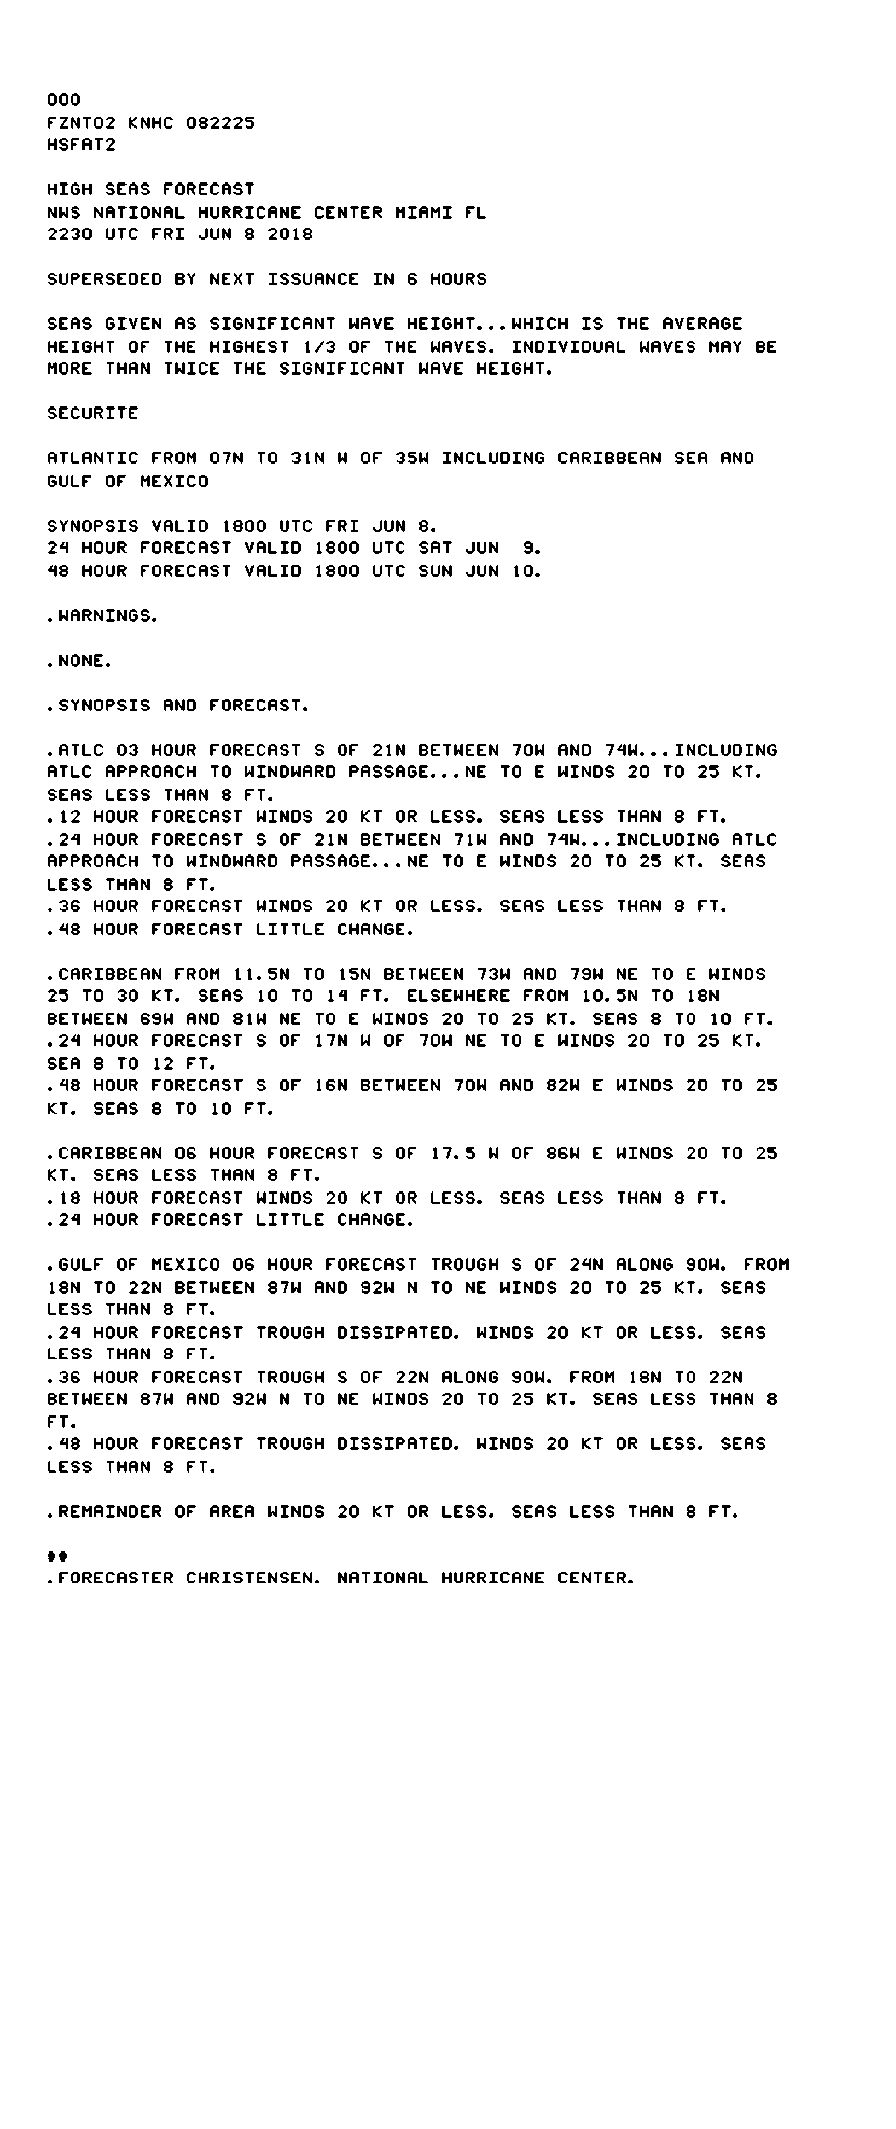 000
FZNT02 KNHC 082225
HSFAT2
HIGH SEAS FORECAST
NWS NATIONAL HURRICANE CENTER MIAMI FL
2230 UTC FRI JUN 8 2018
SUPERSEDED BY NEXT ISSUANCE IN 6 HOURS
SEAS GIVEN AS SIGNIFICANT WAVE HEIGHT...WHICH IS THE AVERAGE
HEIGHT OF THE HIGHEST 1/3 OF THE WAVES. INDIVIDUAL WAVES MAY BE
MORE THAN TWICE THE SIGNIFICANT WAVE HEIGHT.
SECURITE
ATLANTIC FROM 07N TO 31N W OF 35W INCLUDING CARIBBEAN SEA AND
GULF OF MEXICO
SYNOPSIS VALID 1800 UTC FRI JUN 8.
24 HOUR FORECAST VALID 1800 UTC SAT JUN  9.
48 HOUR FORECAST VALID 1800 UTC SUN JUN 10.
.WARNINGS.
.NONE.
.SYNOPSIS AND FORECAST.
.ATLC 03 HOUR FORECAST S OF 21N BETWEEN 70W AND 74W...INCLUDING
ATLC APPROACH TO WINDWARD PASSAGE...NE TO E WINDS 20 TO 25 KT.
SEAS LESS THAN 8 FT.
.12 HOUR FORECAST WINDS 20 KT OR LESS. SEAS LESS THAN 8 FT.
.24 HOUR FORECAST S OF 21N BETWEEN 71W AND 74W...INCLUDING ATLC
APPROACH TO WINDWARD PASSAGE...NE TO E WINDS 20 TO 25 KT. SEAS
LESS THAN 8 FT.
.36 HOUR FORECAST WINDS 20 KT OR LESS. SEAS LESS THAN 8 FT.
.48 HOUR FORECAST LITTLE CHANGE.
.CARIBBEAN FROM 11.5N TO 15N BETWEEN 73W AND 79W NE TO E WINDS
25 TO 30 KT. SEAS 10 TO 14 FT. ELSEWHERE FROM 10.5N TO 18N
BETWEEN 69W AND 81W NE TO E WINDS 20 TO 25 KT. SEAS 8 TO 10 FT.
.24 HOUR FORECAST S OF 17N W OF 70W NE TO E WINDS 20 TO 25 KT.
SEA 8 TO 12 FT.
.48 HOUR FORECAST S OF 16N BETWEEN 70W AND 82W E WINDS 20 TO 25
KT. SEAS 8 TO 10 FT.
.CARIBBEAN 06 HOUR FORECAST S OF 17.5 W OF 86W E WINDS 20 TO 25
KT. SEAS LESS THAN 8 FT.
.18 HOUR FORECAST WINDS 20 KT OR LESS. SEAS LESS THAN 8 FT.
.24 HOUR FORECAST LITTLE CHANGE.
.GULF OF MEXICO 06 HOUR FORECAST TROUGH S OF 24N ALONG 90W. FROM
18N TO 22N BETWEEN 87W AND 92W N TO NE WINDS 20 TO 25 KT. SEAS
LESS THAN 8 FT.
.24 HOUR FORECAST TROUGH DISSIPATED. WINDS 20 KT OR LESS. SEAS
LESS THAN 8 FT.
.36 HOUR FORECAST TROUGH S OF 22N ALONG 90W. FROM 18N TO 22N
BETWEEN 87W AND 92W N TO NE WINDS 20 TO 25 KT. SEAS LESS THAN 8
FT.
.48 HOUR FORECAST TROUGH DISSIPATED. WINDS 20 KT OR LESS. SEAS
LESS THAN 8 FT.
.REMAINDER OF AREA WINDS 20 KT OR LESS. SEAS LESS THAN 8 FT.
.FORECASTER CHRISTENSEN. NATIONAL HURRICANE CENTER.